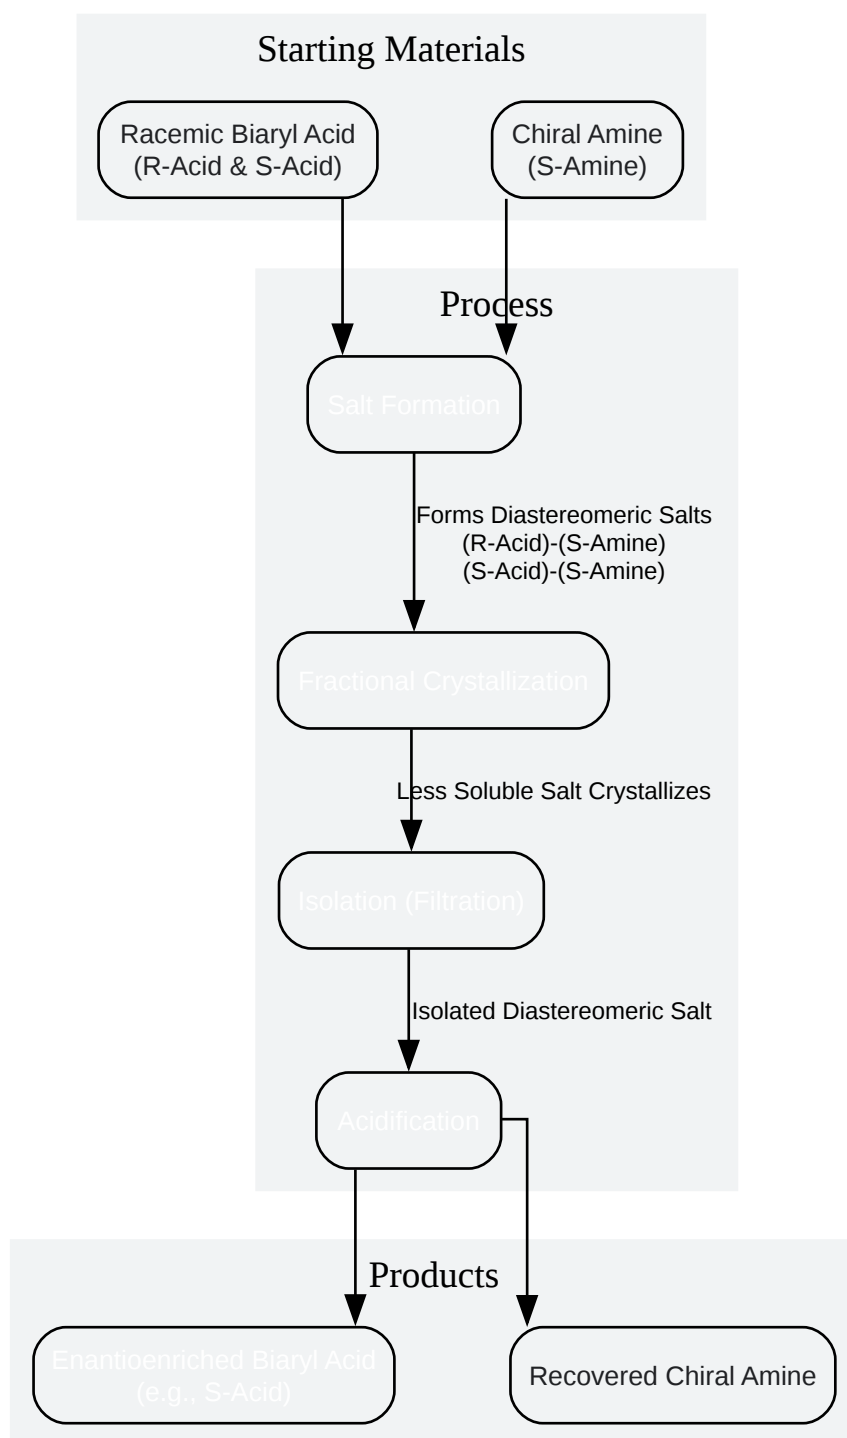 Starting Materials
Racemic Biaryl Acid
(R-Acid & S-Acid)
Chiral Amine
(S-Amine)
Process
Salt Formation
Forms Diastereomeric Salts
(R-Acid)-(S-Amine)
(S-Acid)-(S-Amine)
Fractional Crystallization
Less Soluble Salt Crystallizes
Isolation (Filtration)
Isolated Diastereomeric Salt
Acidification
Products
Enantioenriched Biaryl Acid
(e.g., S-Acid)
Recovered Chiral Amine